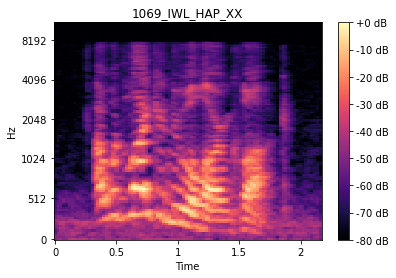 1069_IWL_HAP_XX
Hz
8192
4096
2048
1024
512
0
0
0.5
1
1.5
2
Time
+0 dB
-10 dB
-20 dB
-30 dB
-40 dB
-50 dB
-60 dB
-70 dB
-80 dB